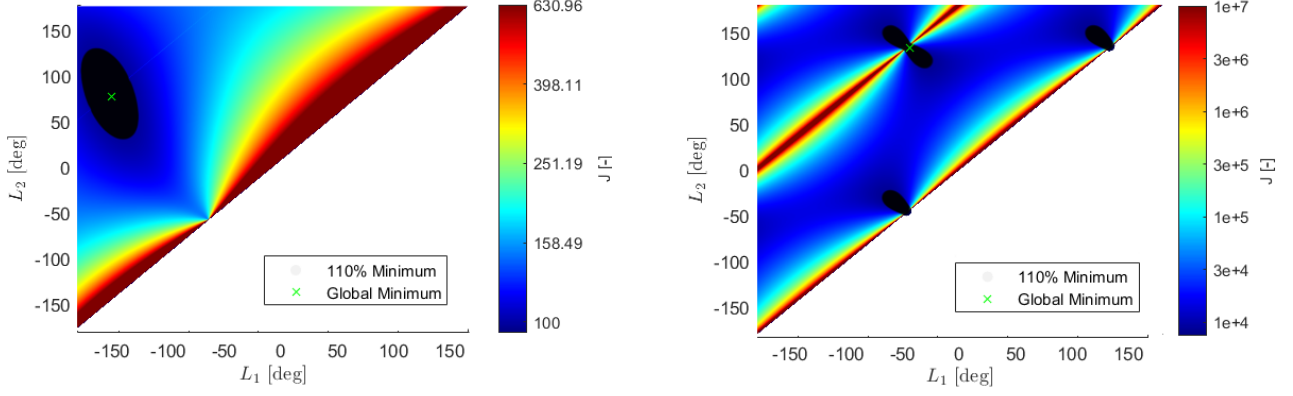 150
100
50
0
-50
-100
-150
L2 [deg]
-150 -100 -50 0 50 100 150
L1 [deg]
110% Minimum
Global Minimum
630.96
398.11
251.19
158.49
100
J [-]
150
100
50
0
-50
-100
-150
L2 [deg]
-150 -100 -50 0 50 100 150
L1 [deg]
110% Minimum
Global Minimum
1e+7
3e+6
1e+6
3e+5
1e+5
3e+4
1e+4
J [-]